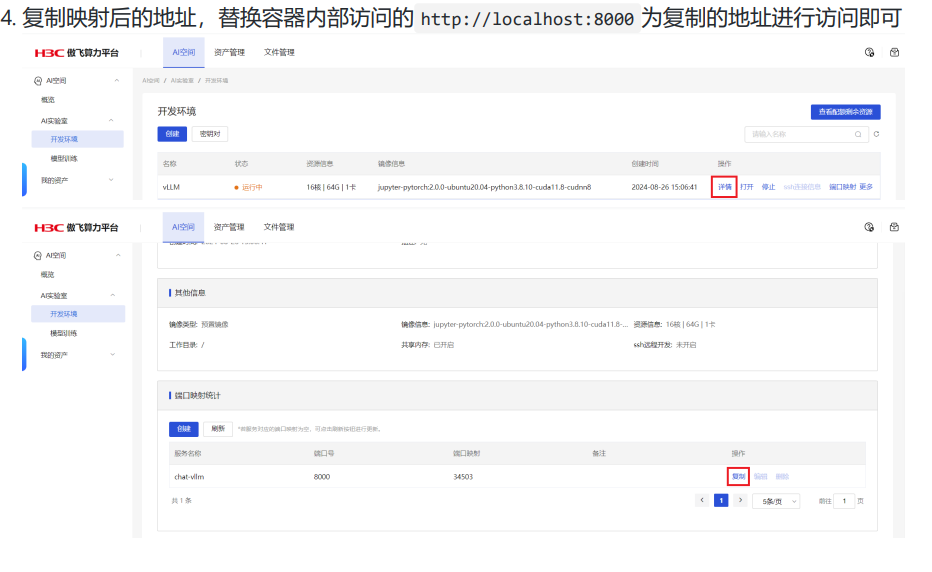 4. 复制映射后的地址，替换容器内部访问的 http://localhost:8000 为复制的地址进行访问即可
H3C 傲飞算力平台 AI空间 资产管理 文件管理
AI空间 AI空间 / AI实验室 / 开发环境
概览
开发环境 查看配额剩余资源
AI实验室
创建 密钥对 请输入名称
开发环境
模型训练 名称 状态 资源信息 镜像信息 创建时间 操作
我的资产 vLLM 运行中 16核 | 64G | 1卡 jupyter-pytorch:2.0.0-ubuntu20.04-python3.8.10-cuda11.8-cudnn8 2024-08-26 15:06:41 详情 打开 停止 ssh连接信息 端口映射 更多
H3C 傲飞算力平台 AI空间 资产管理 文件管理
AI空间
概览
AI实验室 其他信息
开发环境
模型训练 镜像类型: 预置镜像 镜像信息: jupyter-pytorch:2.0.0-ubuntu20.04-python3.8.10-cuda11.8-... 资源信息: 16核 | 64G | 1卡
我的资产 工作目录: / 共享内存: 已开启 ssh远程开发: 未开启
端口映射统计
创建 刷新 *若服务对应的端口映射为空，可点击刷新按钮进行更新。
服务名称 端口号 端口映射 备注 操作
chat-vllm 8000 34503 复制 编辑 删除
共 1 条 < 1 > 5条/页 前往 1 页